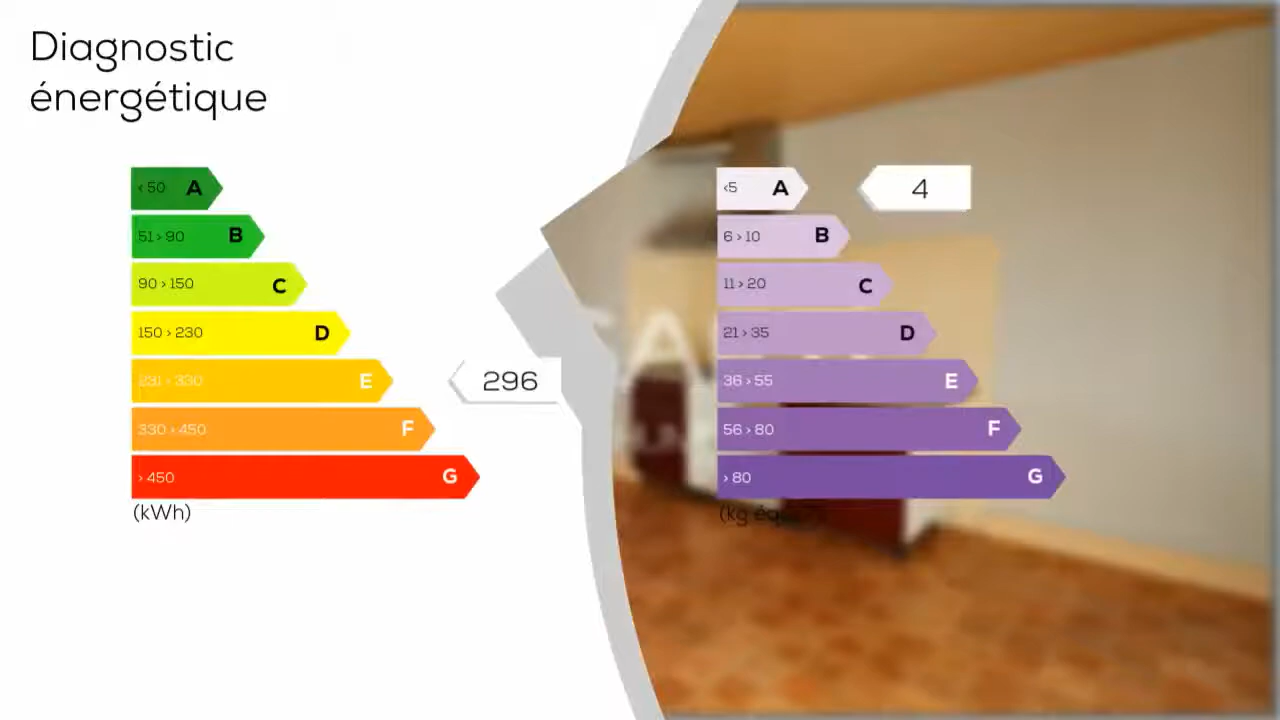 Diagnostic
énergétique
< 50 A
51 > 90 B
90 > 150 C
150 > 230 D
231 > 330 E
330 > 450 F
> 450 G
(kWh)
296
<5 A
6 > 10 B
11 > 20 C
21 > 35 D
36 > 55 E
56 > 80 F
> 80 G
4